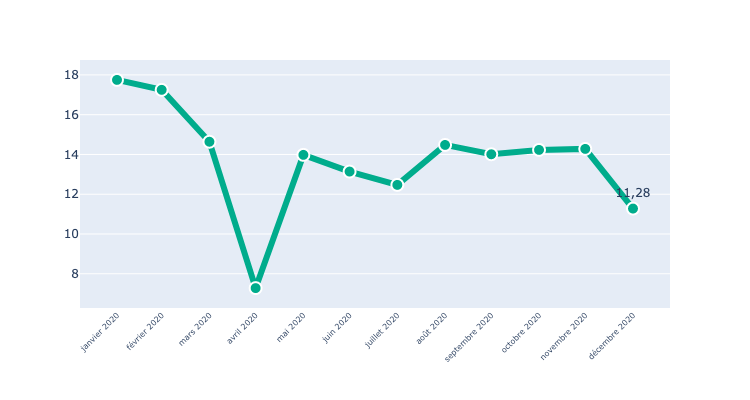 18
16
14
12
10
8
11,28
janvier 2020
février 2020
mars 2020
avril 2020
mai 2020
juin 2020
juillet 2020
août 2020
septembre 2020
octobre 2020
novembre 2020
décembre 2020